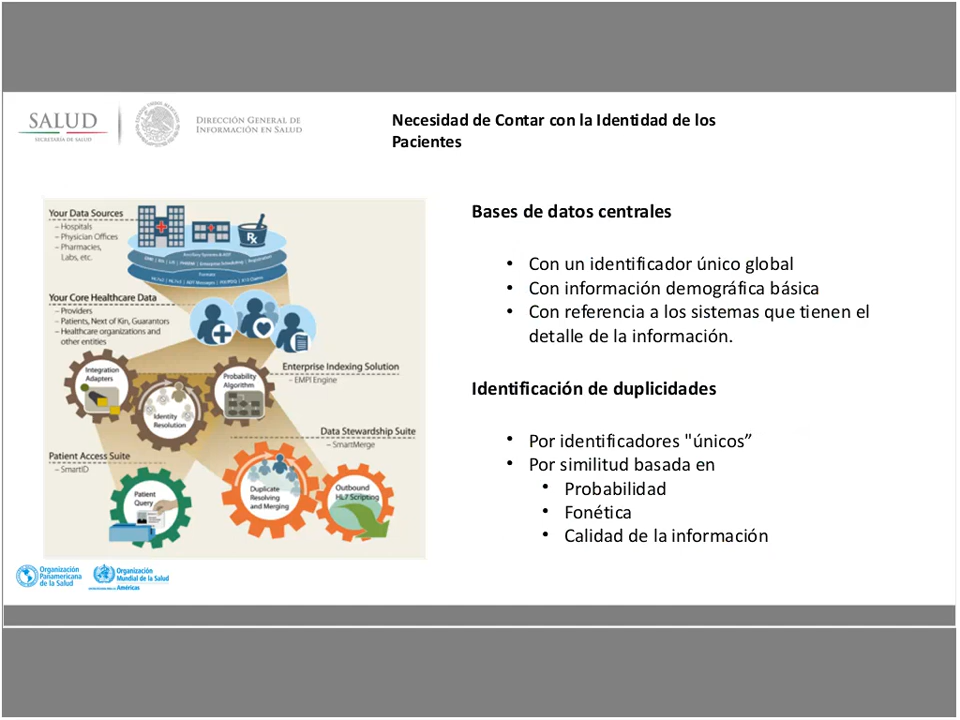 SALUD
SECRETARÍA DE SALUD
DIRECCIÓN GENERAL DE
INFORMACIÓN EN SALUD
Necesidad de Contar con la Identidad de los
Pacientes
Your Data Sources
– Hospitals
– Physician Offices
– Pharmacies,
Labs, etc.
Rx
Ancillary Systems & ADT
Formats
Your Core Healthcare Data
– Providers
– Patients, Next of Kin, Guarantors
– Healthcare organizations and
other entities
Integration
Adapters
Identity
Resolution
Probability
Algorithm
Enterprise Indexing Solution
– EMPI Engine
Data Stewardship Suite
– SmartMerge
Patient Access Suite
– SmartID
Patient
Query
Duplicate
Resolving
and Merging
Outbound
HL7 Scripting
Bases de datos centrales
• Con un identificador único global
• Con información demográfica básica
• Con referencia a los sistemas que tienen el
detalle de la información.
Identificación de duplicidades
• Por identificadores "únicos”
• Por similitud basada en
• Probabilidad
• Fonética
• Calidad de la información
Organización
Panamericana
de la Salud
Organización
Mundial de la Salud
Américas